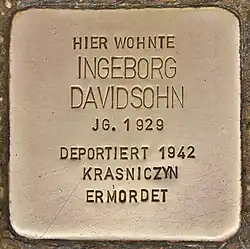 HIER WOHNTE
INGEBORG
DAVIDSOHN
JG. 1929
DEPORTIERT 1942
KRASNICZYN
ERMORDET